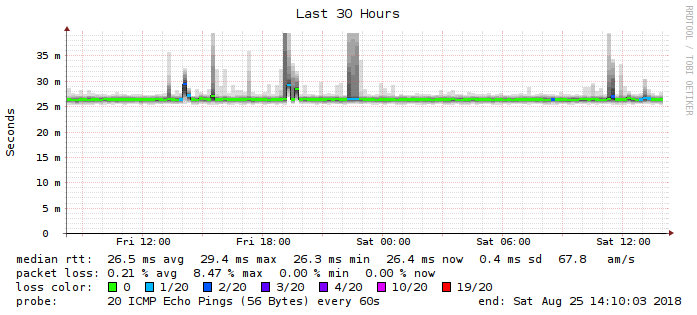 Last 30 Hours
RRDTOOL / TOBI OETIKER
Seconds
35 m
30 m
25 m
20 m
15 m
10 m
5 m
0
Fri 12:00 Fri 18:00 Sat 00:00 Sat 06:00 Sat 12:00
median rtt: 26.5 ms avg 29.4 ms max 26.3 ms min 26.4 ms now 0.4 ms sd 67.8 am/s
packet loss: 0.21 % avg 8.47 % max 0.00 % min 0.00 % now
loss color: 0 1/20 2/20 3/20 4/20 10/20 19/20
probe: 20 ICMP Echo Pings (56 Bytes) every 60s end: Sat Aug 25 14:10:03 2018